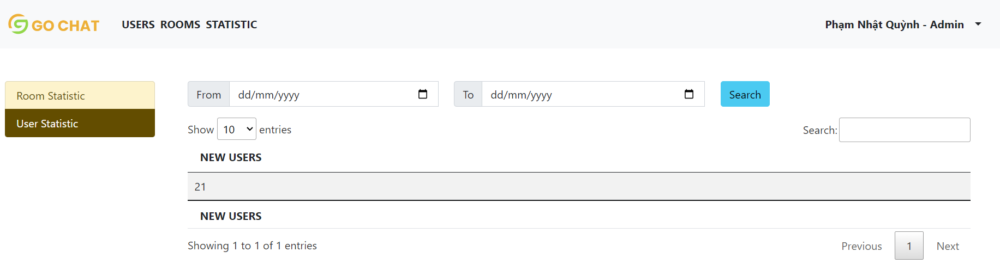 GO CHAT USERS ROOMS STATISTIC Phạm Nhật Quỳnh - Admin
Room Statistic
User Statistic
From dd/mm/yyyy To dd/mm/yyyy Search
Show 10 entries Search:
NEW USERS
21
NEW USERS
Showing 1 to 1 of 1 entries Previous 1 Next